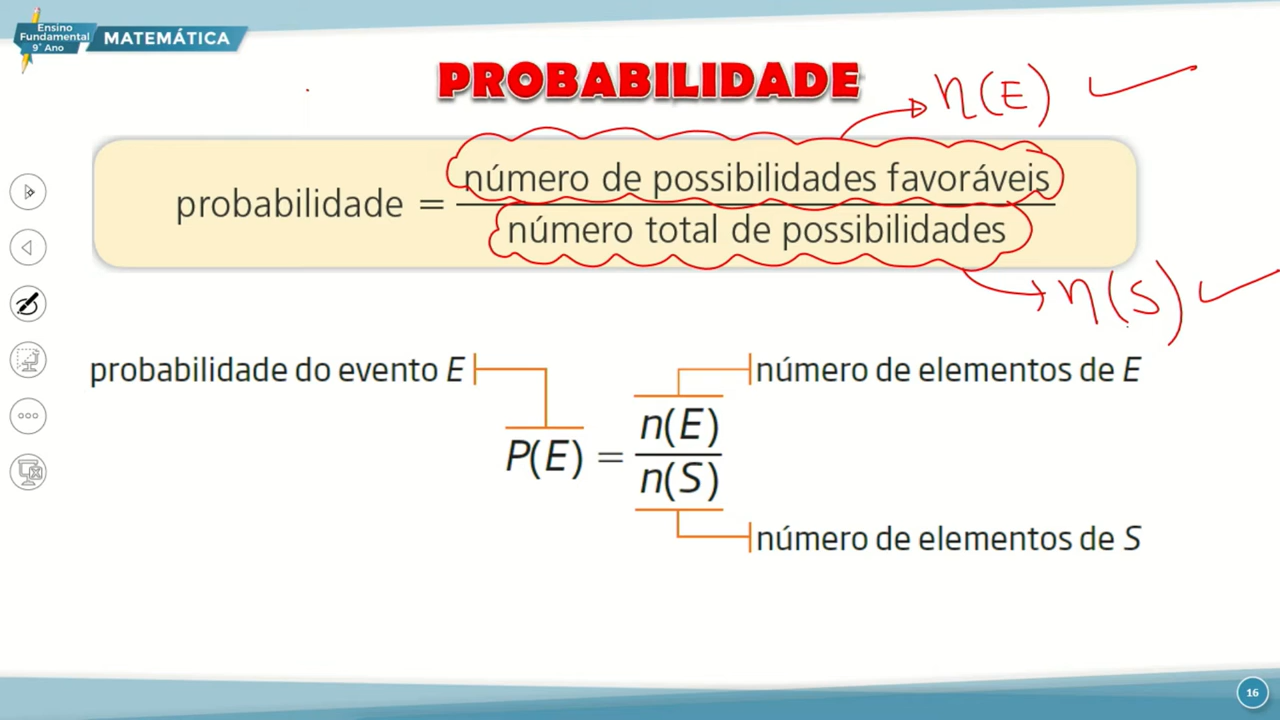 Ensino
Fundamental
9° Ano
MATEMÁTICA
PROBABILIDADE
η(E)
probabilidade = número de possibilidades favoráveis
número total de possibilidades
η(S)
probabilidade do evento E
número de elementos de E
P(E) = n(E)
n(S)
número de elementos de S
16